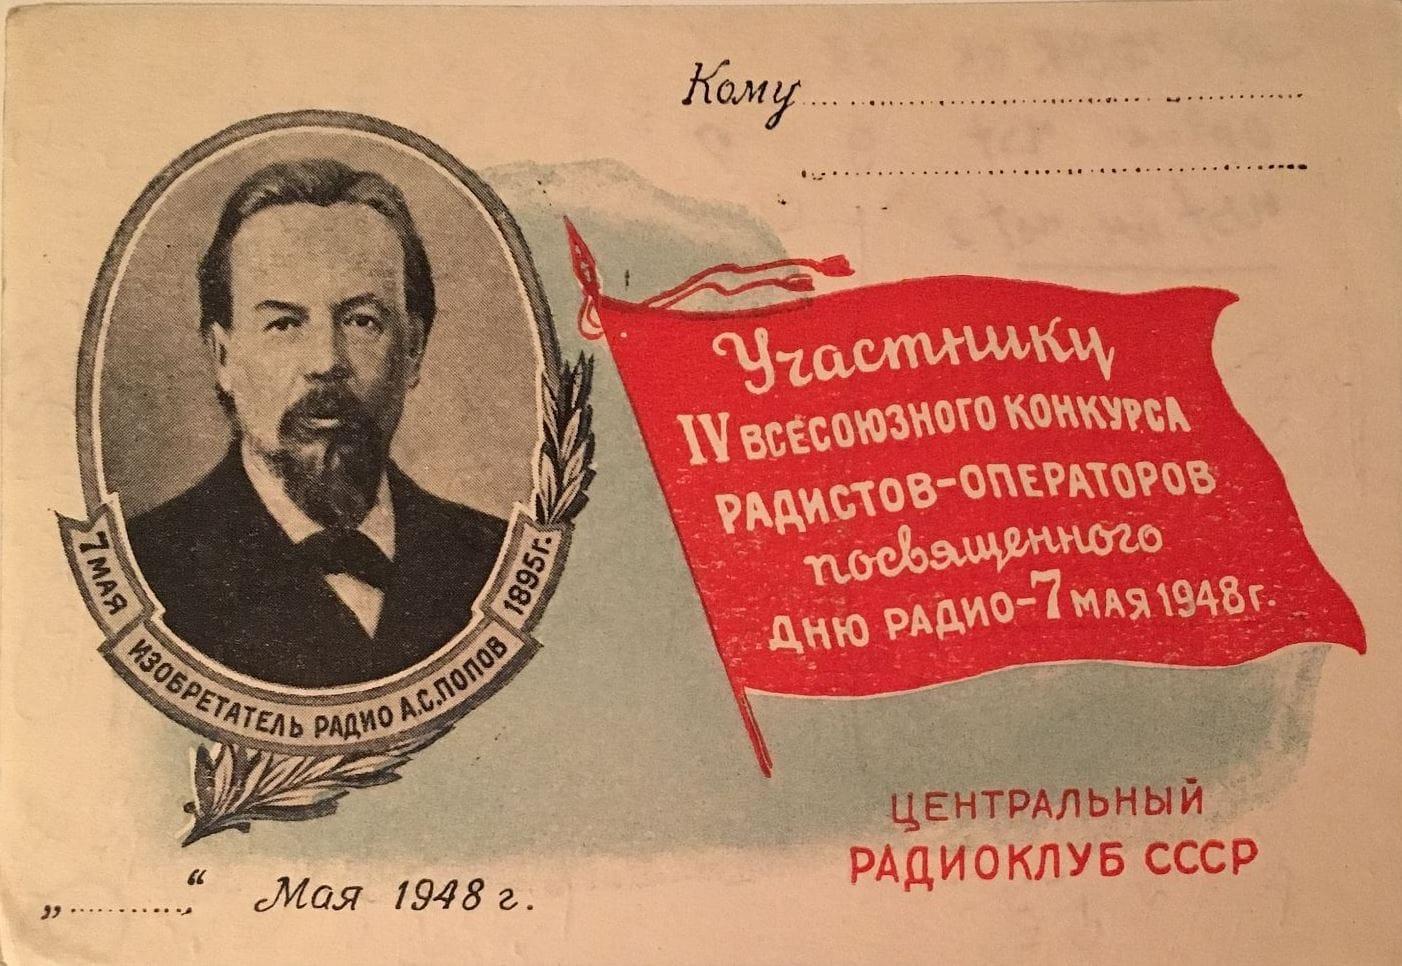 Кому
Участнику
IV ВСЕСОЮЗНОГО КОНКУРСА
РАДИСТОВ-ОПЕРАТОРОВ
посвященного
ДНЮ РАДИО-7 МАЯ 1948 г.
7 МАЯ
1895 г.
ИЗОБРЕТАТЕЛЬ РАДИО А.С.ПОПОВ
ЦЕНТРАЛЬНЫЙ
РАДИОКЛУБ СССР
„..........“ Мая 1948 г.